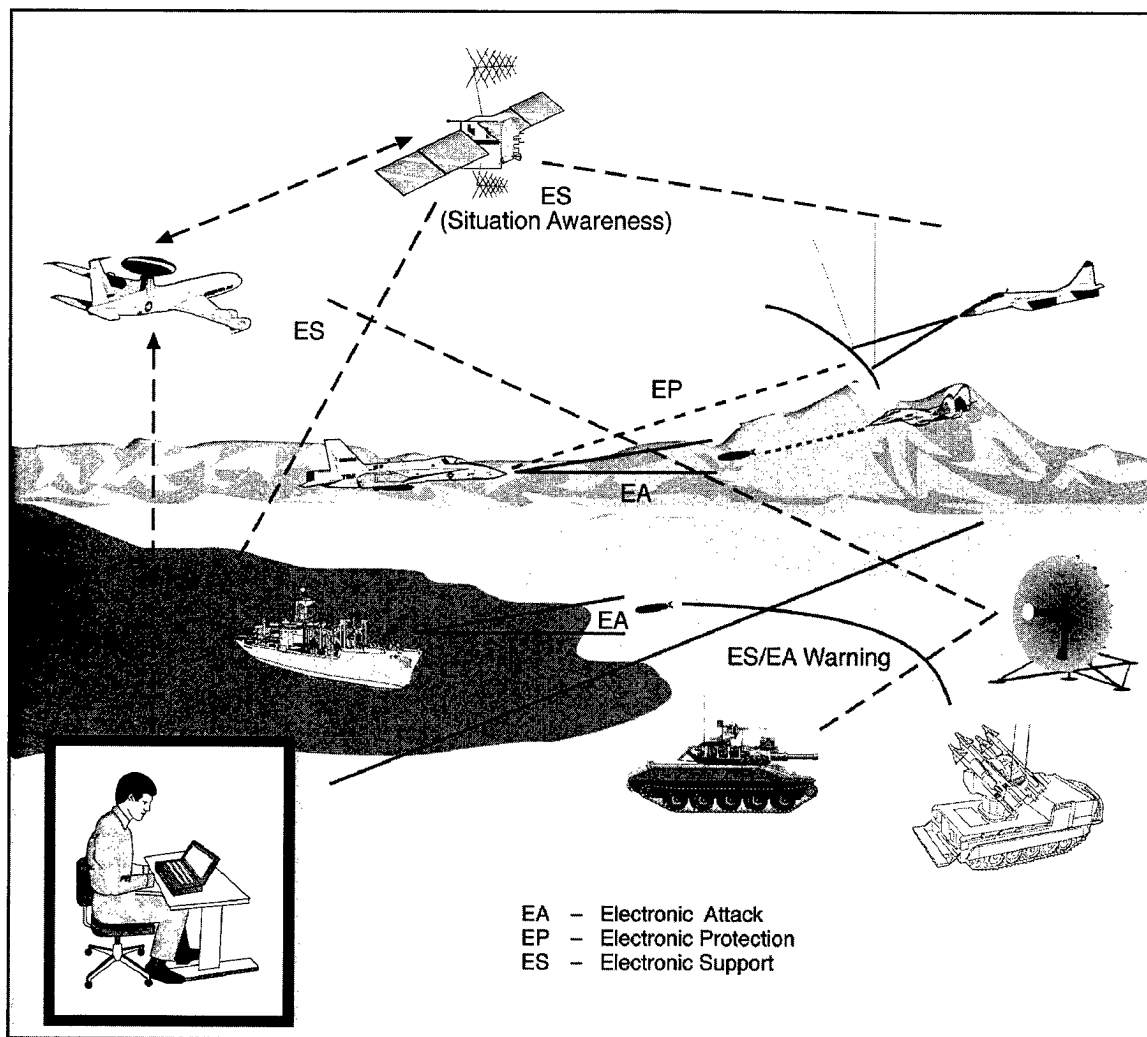 ES
(Situation Awareness)
ES
EP
EA
EA
ES/EA Warning
EA – Electronic Attack
EP – Electronic Protection
ES – Electronic Support